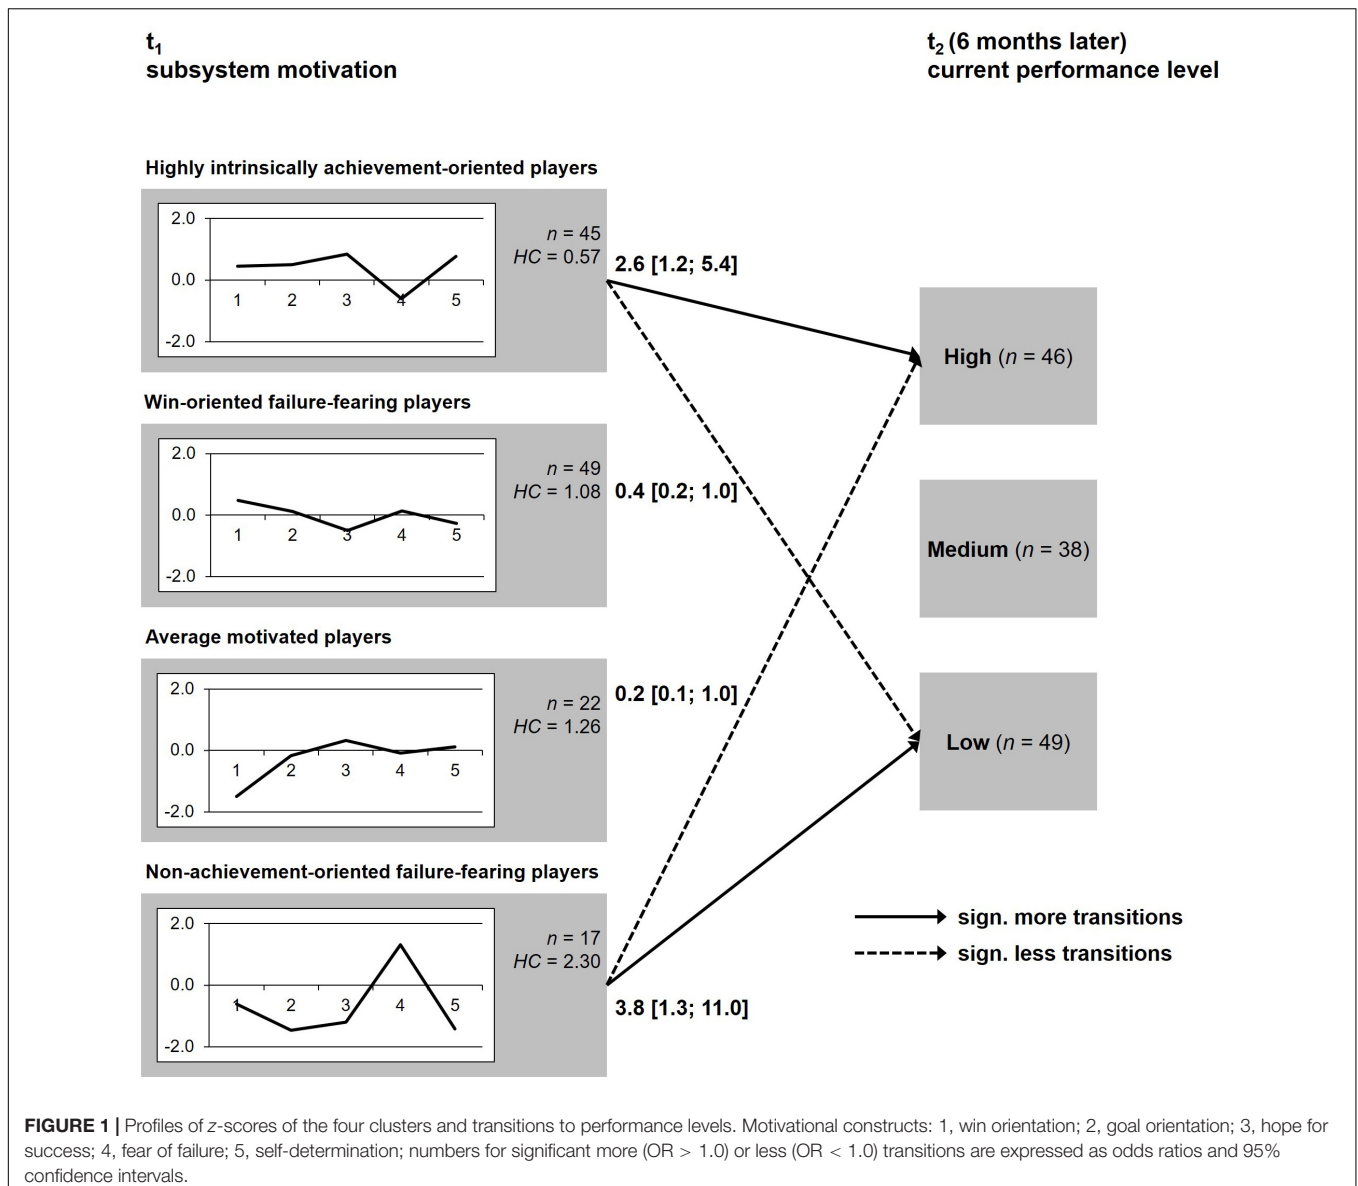 t1
subsystem motivation
t2 (6 months later)
current performance level
Highly intrinsically achievement-oriented players
2.0
0.0
-2.0
1 2 3 4 5
n = 45
HC = 0.57
2.6 [1.2; 5.4]
Win-oriented failure-fearing players
2.0
0.0
-2.0
1 2 3 4 5
n = 49
HC = 1.08
0.4 [0.2; 1.0]
Average motivated players
2.0
0.0
-2.0
1 2 3 4 5
n = 22
HC = 1.26
0.2 [0.1; 1.0]
Non-achievement-oriented failure-fearing players
2.0
0.0
-2.0
1 2 3 4 5
n = 17
HC = 2.30
3.8 [1.3; 11.0]
High (n = 46)
Medium (n = 38)
Low (n = 49)
sign. more transitions
sign. less transitions
FIGURE 1 | Profiles of z-scores of the four clusters and transitions to performance levels. Motivational constructs: 1, win orientation; 2, goal orientation; 3, hope for
success; 4, fear of failure; 5, self-determination; numbers for significant more (OR > 1.0) or less (OR < 1.0) transitions are expressed as odds ratios and 95%
confidence intervals.